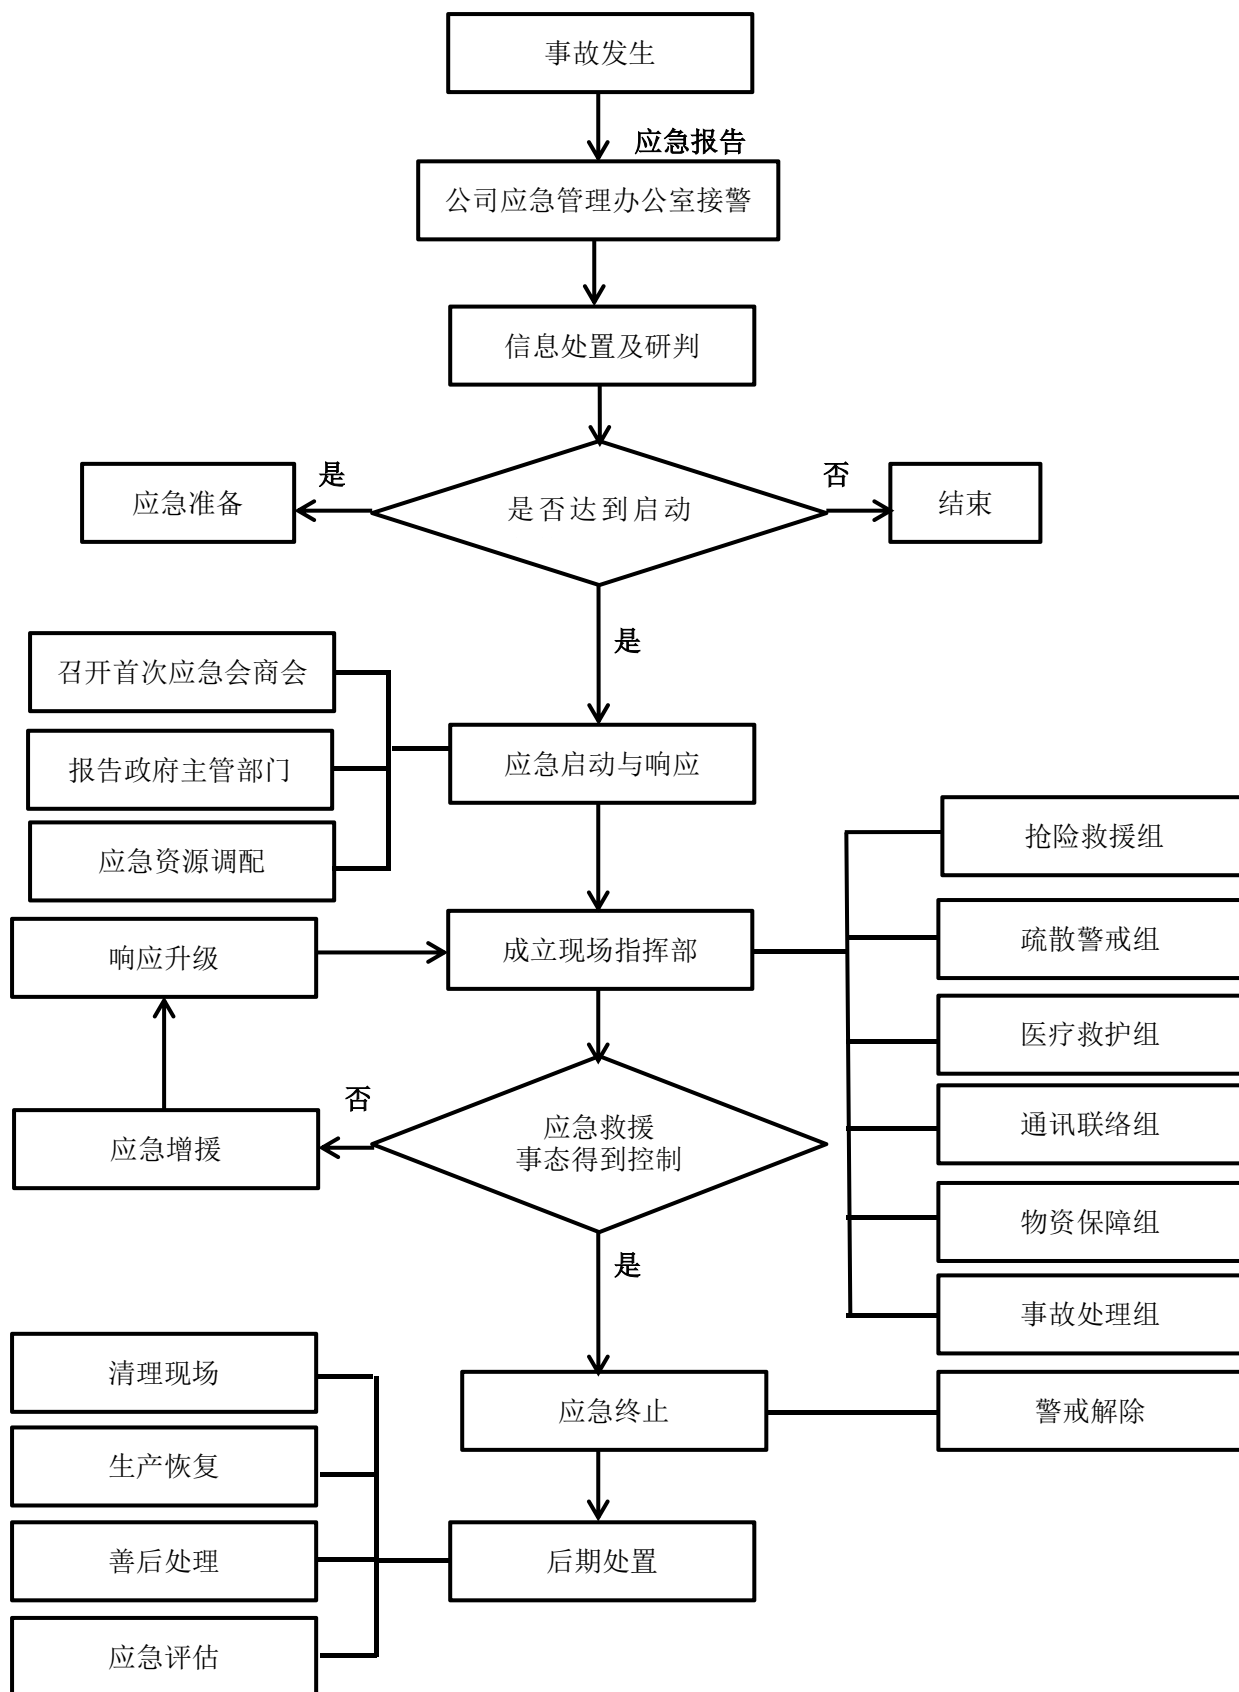 事故发生
应急报告
公司应急管理办公室接警
信息处置及研判
是
否
应急准备
是否达到启动
结束
是
召开首次应急会商会
报告政府主管部门
应急启动与响应
应急资源调配
抢险救援组
响应升级
成立现场指挥部
疏散警戒组
医疗救护组
否
通讯联络组
应急增援
应急救援
事态得到控制
物资保障组
是
事故处理组
清理现场
应急终止
警戒解除
生产恢复
善后处理
后期处置
应急评估